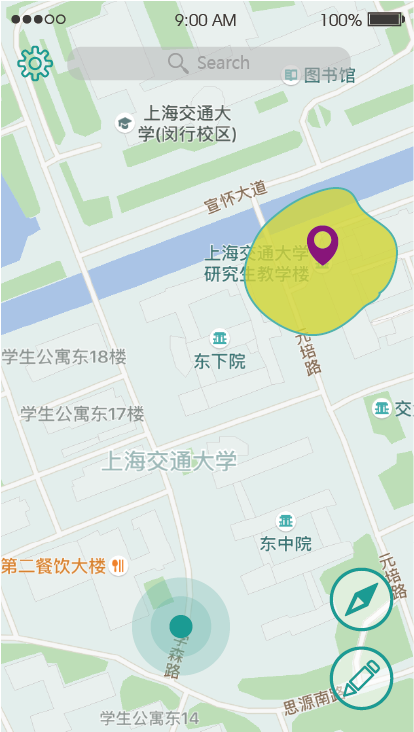 9:00 AM
100%
Search
图书馆
上海交通大
学(闵行校区)
宣怀大道
上海交通大学
研究生教学楼
元培路
学生公寓东18楼
东下院
学生公寓东17楼
交
上海交通大学
东中院
第二餐饮大楼
元培路
学森路
思源南路
学生公寓东14